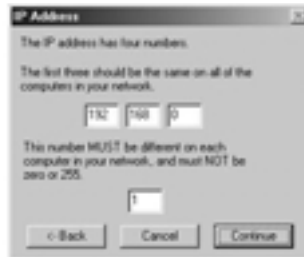 IP Address
The IP address has four numbers.
The first three should be the same on all of the
computers in your network.
192 168 0
This number MUST be different on each
computer in your network, and must NOT be
zero or 255.
1
<- Back Cancel Continue